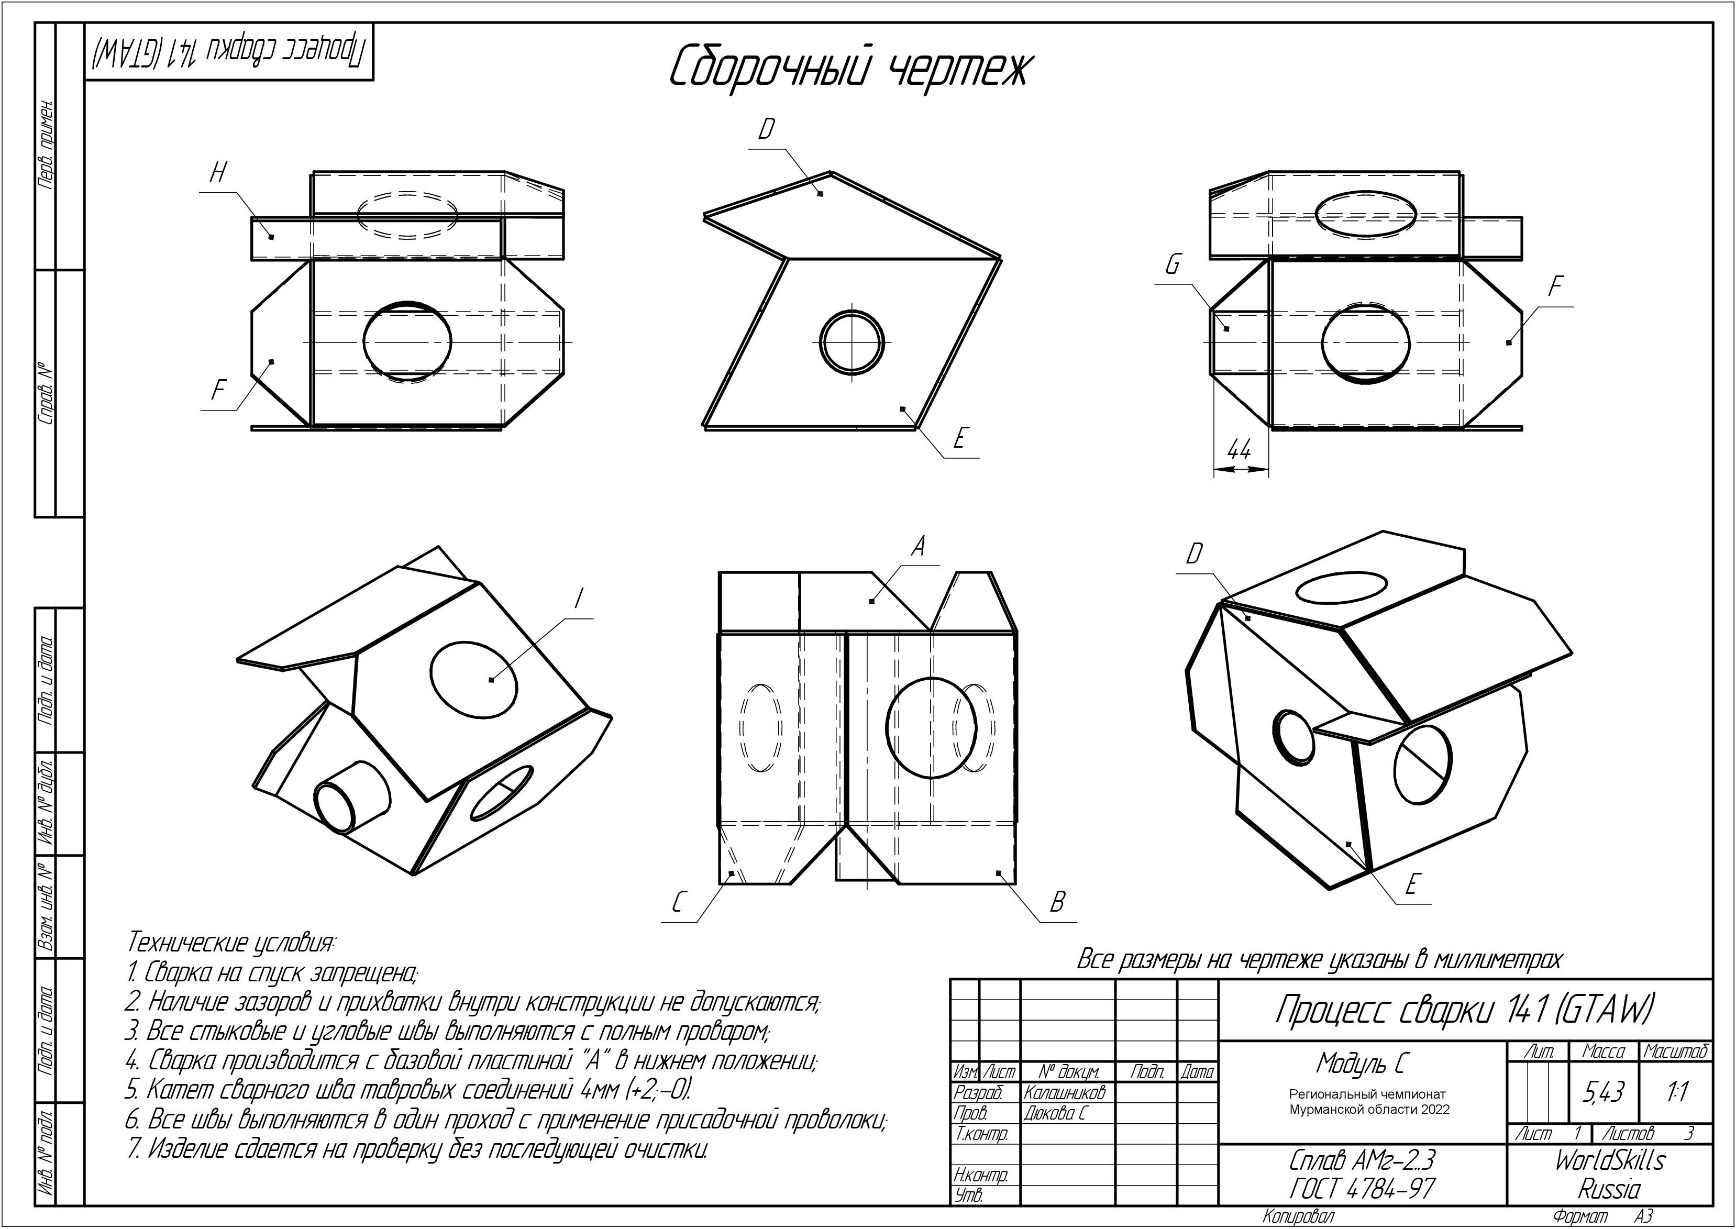 Процесс сварки 141 (GTAW)
Сборочный чертеж
Перв. примен.
Справ. №
Подп. и дата
Инв. № дубл.
Взам. инв. №
Подп. и дата
Инв. № подл.
H
F
D
E
G
F
44
I
A
C
B
D
E
Технические условия:
1. Сварка на спуск запрещена;
2. Наличие зазоров и прихватки внутри конструкции не допускаются;
3. Все стыковые и угловые швы выполняются с полным проваром;
4. Сварка производится с базовой пластиной "А" в нижнем положении;
5. Катет сварного шва тавровых соединений 4мм (+2;-0).
6. Все швы выполняются в один проход с применение присадочной проволоки;
7. Изделие сдается на проверку без последующей очистки.
Все размеры на чертеже указаны в миллиметрах
Процесс сварки 141 (GTAW)
Модуль С
Региональный чемпионат
Мурманской области 2022
Лит. Масса Масштаб
5,43 1:1
Лист 1 Листов 3
Изм. Лист № докум. Подп. Дата
Разраб. Калашников
Пров. Дюкова С
Т.контр.
Н.контр.
Утв.
Сплав АМг-2..3
ГОСТ 4784-97
WorldSkills
Russia
Копировал Формат А3